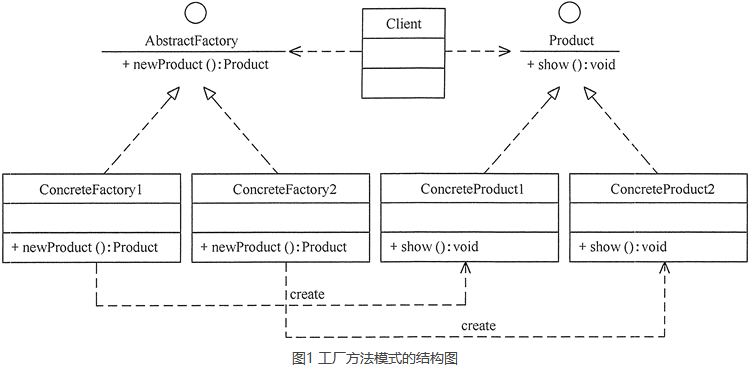 Client
AbstractFactory
Product
+ newProduct (): Product
+ show (): void
ConcreteFactory1
ConcreteFactory2
ConcreteProduct1
ConcreteProduct2
+ newProduct (): Product
+ newProduct (): Product
+ show (): void
+ show (): void
create
create
图1 工厂方法模式的结构图